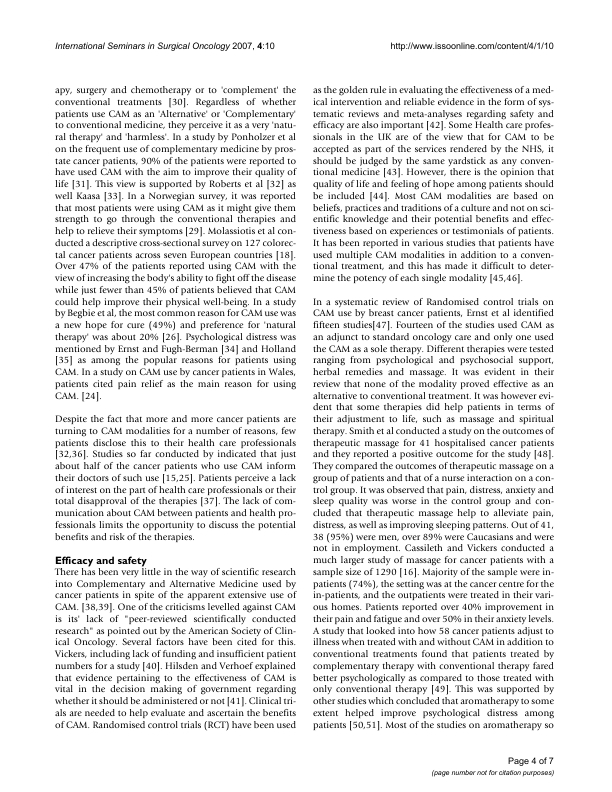 International Seminars in Surgical Oncology 2007, 4:10
http://www.issoonline.com/content/4/1/10
apy, surgery and chemotherapy or to 'complement' the
conventional treatments [30]. Regardless of whether
patients use CAM as an 'Alternative' or 'Complementary'
to conventional medicine, they perceive it as a very 'natu-
ral therapy' and 'harmless'. In a study by Ponholzer et al
on the frequent use of complementary medicine by pros-
tate cancer patients, 90% of the patients were reported to
have used CAM with the aim to improve their quality of
life [31]. This view is supported by Roberts et al [32] as
well Kaasa [33]. In a Norwegian survey, it was reported
that most patients were using CAM as it might give them
strength to go through the conventional therapies and
help to relieve their symptoms [29]. Molassiotis et al con-
ducted a descriptive cross-sectional survey on 127 colorec-
tal cancer patients across seven European countries [18].
Over 47% of the patients reported using CAM with the
view of increasing the body's ability to fight off the disease
while just fewer than 45% of patients believed that CAM
could help improve their physical well-being. In a study
by Begbie et al, the most common reason for CAM use was
a new hope for cure (49%) and preference for 'natural
therapy' was about 20% [26]. Psychological distress was
mentioned by Ernst and Fugh-Berman [34] and Holland
[35] as among the popular reasons for patients using
CAM. In a study on CAM use by cancer patients in Wales,
patients cited pain relief as the main reason for using
CAM. [24].
Despite the fact that more and more cancer patients are
turning to CAM modalities for a number of reasons, few
patients disclose this to their health care professionals
[32,36]. Studies so far conducted by indicated that just
about half of the cancer patients who use CAM inform
their doctors of such use [15,25]. Patients perceive a lack
of interest on the part of health care professionals or their
total disapproval of the therapies [37]. The lack of com-
munication about CAM between patients and health pro-
fessionals limits the opportunity to discuss the potential
benefits and risk of the therapies.
Efficacy and safety
There has been very little in the way of scientific research
into Complementary and Alternative Medicine used by
cancer patients in spite of the apparent extensive use of
CAM. [38,39]. One of the criticisms levelled against CAM
is its' lack of "peer-reviewed scientifically conducted
research" as pointed out by the American Society of Clin-
ical Oncology. Several factors have been cited for this.
Vickers, including lack of funding and insufficient patient
numbers for a study [40]. Hilsden and Verhoef explained
that evidence pertaining to the effectiveness of CAM is
vital in the decision making of government regarding
whether it should be administered or not [41]. Clinical tri-
als are needed to help evaluate and ascertain the benefits
of CAM. Randomised control trials (RCT) have been used
as the golden rule in evaluating the effectiveness of a med-
ical intervention and reliable evidence in the form of sys-
tematic reviews and meta-analyses regarding safety and
efficacy are also important [42]. Some Health care profes-
sionals in the UK are of the view that for CAM to be
accepted as part of the services rendered by the NHS, it
should be judged by the same yardstick as any conven-
tional medicine [43]. However, there is the opinion that
quality of life and feeling of hope among patients should
be included [44]. Most CAM modalities are based on
beliefs, practices and traditions of a culture and not on sci-
entific knowledge and their potential benefits and effec-
tiveness based on experiences or testimonials of patients.
It has been reported in various studies that patients have
used multiple CAM modalities in addition to a conven-
tional treatment, and this has made it difficult to deter-
mine the potency of each single modality [45,46].
In a systematic review of Randomised control trials on
CAM use by breast cancer patients, Ernst et al identified
fifteen studies[47]. Fourteen of the studies used CAM as
an adjunct to standard oncology care and only one used
the CAM as a sole therapy. Different therapies were tested
ranging from psychological and psychosocial support,
herbal remedies and massage. It was evident in their
review that none of the modality proved effective as an
alternative to conventional treatment. It was however evi-
dent that some therapies did help patients in terms of
their adjustment to life, such as massage and spiritual
therapy. Smith et al conducted a study on the outcomes of
therapeutic massage for 41 hospitalised cancer patients
and they reported a positive outcome for the study [48].
They compared the outcomes of therapeutic massage on a
group of patients and that of a nurse interaction on a con-
trol group. It was observed that pain, distress, anxiety and
sleep quality was worse in the control group and con-
cluded that therapeutic massage help to alleviate pain,
distress, as well as improving sleeping patterns. Out of 41,
38 (95%) were men, over 89% were Caucasians and were
not in employment. Cassileth and Vickers conducted a
much larger study of massage for cancer patients with a
sample size of 1290 [16]. Majority of the sample were in-
patients (74%), the setting was at the cancer centre for the
in-patients, and the outpatients were treated in their vari-
ous homes. Patients reported over 40% improvement in
their pain and fatigue and over 50% in their anxiety levels.
A study that looked into how 58 cancer patients adjust to
illness when treated with and without CAM in addition to
conventional treatments found that patients treated by
complementary therapy with conventional therapy fared
better psychologically as compared to those treated with
only conventional therapy [49]. This was supported by
other studies which concluded that aromatherapy to some
extent helped improve psychological distress among
patients [50,51]. Most of the studies on aromatherapy so
Page 4 of 7
(page number not for citation purposes)